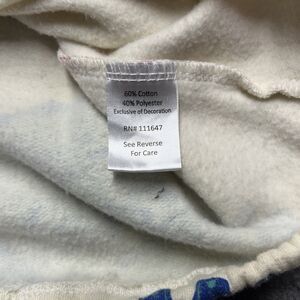 60% Cotton
40% Polyester
Exclusive of Decoration
RN# 111647
See Reverse
For Care